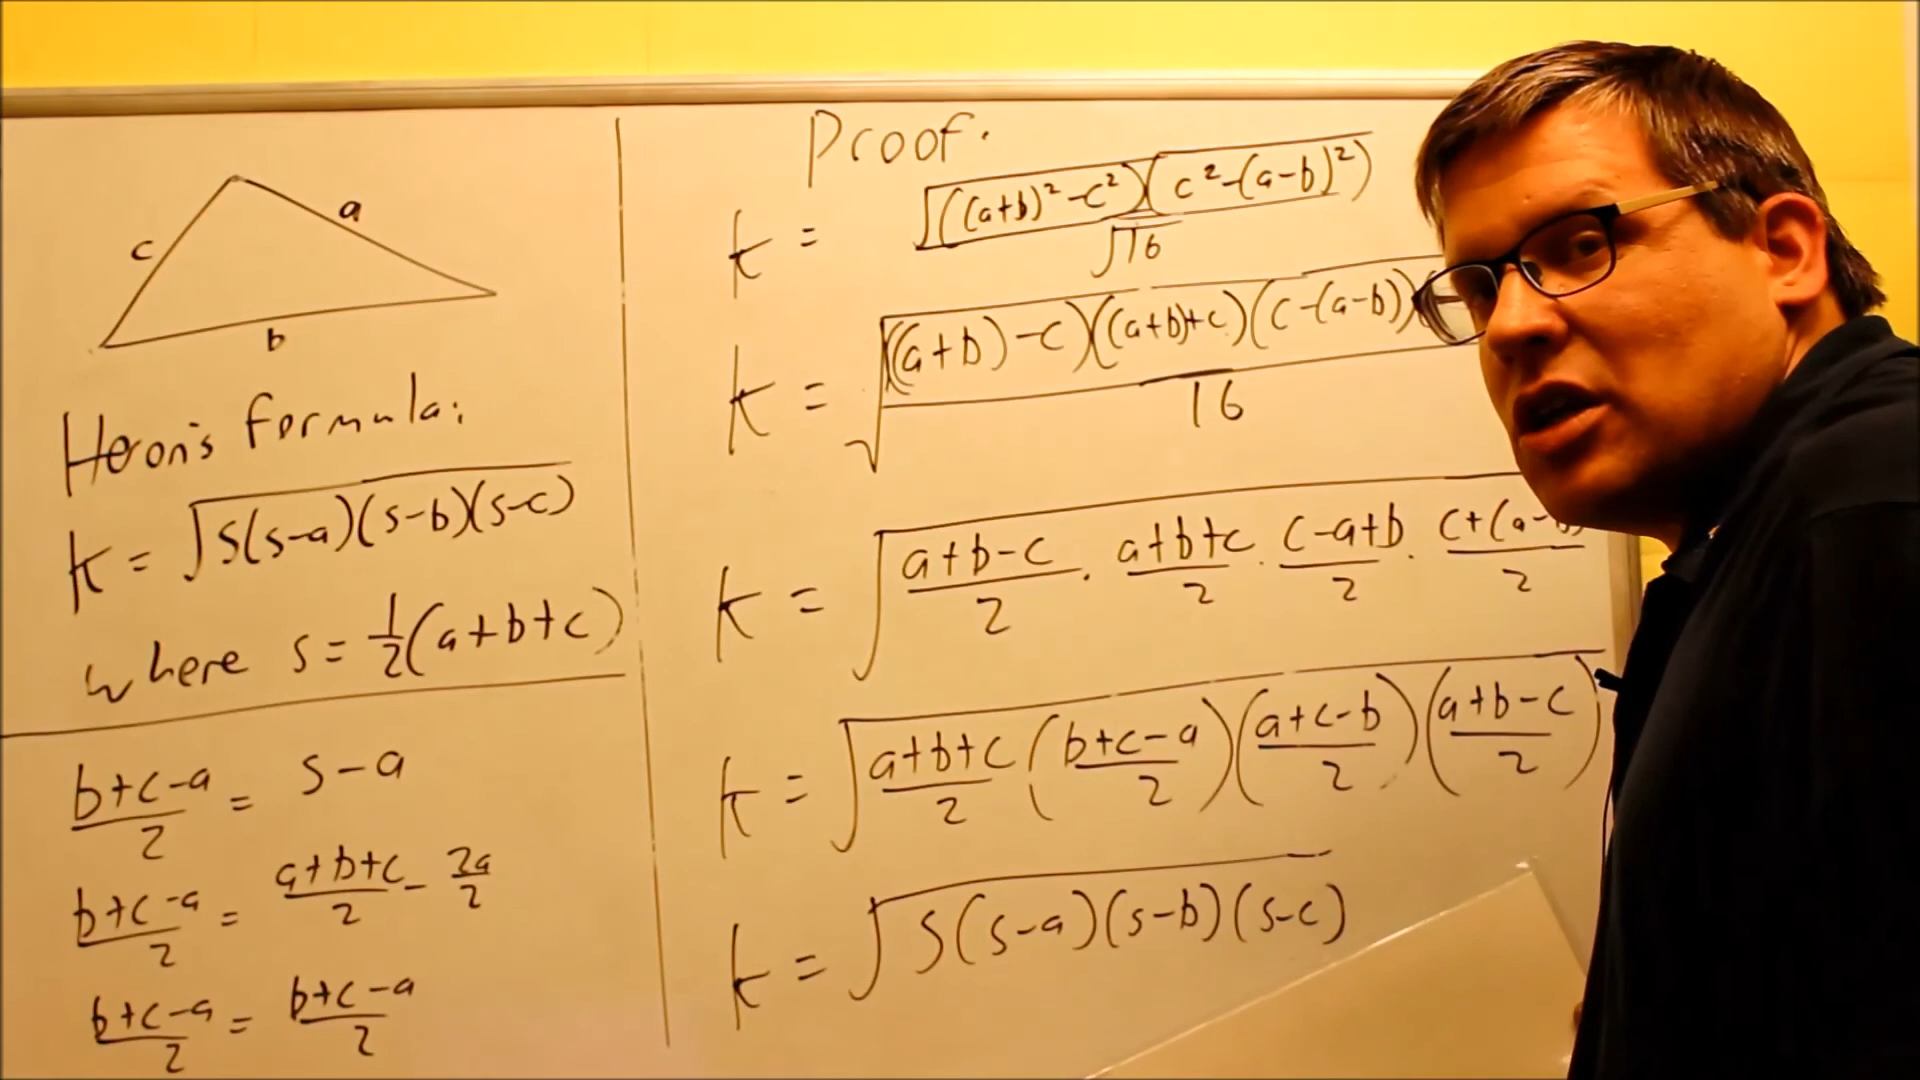 c
a
b
Heron's formula:
K = √S(s-a)(s-b)(s-c)
where s = 1/2(a+b+c)
b+c-a/2 = s-a
b+c-a/2 = a+b+c/2 - 2a/2
b+c-a/2 = b+c-a/2
Proof.
K = √((a+b)²-c²)(c²-(a-b)²)/√16
K = √((a+b)-c)((a+b)+c)(c-(a-b))(/16
K = √a+b-c/2 · a+b+c/2 · c-a+b/2 · c+(a-b)/2
K = √a+b+c/2 (b+c-a/2)(a+c-b/2)(a+b-c/2)
K = √S(s-a)(s-b)(s-c)